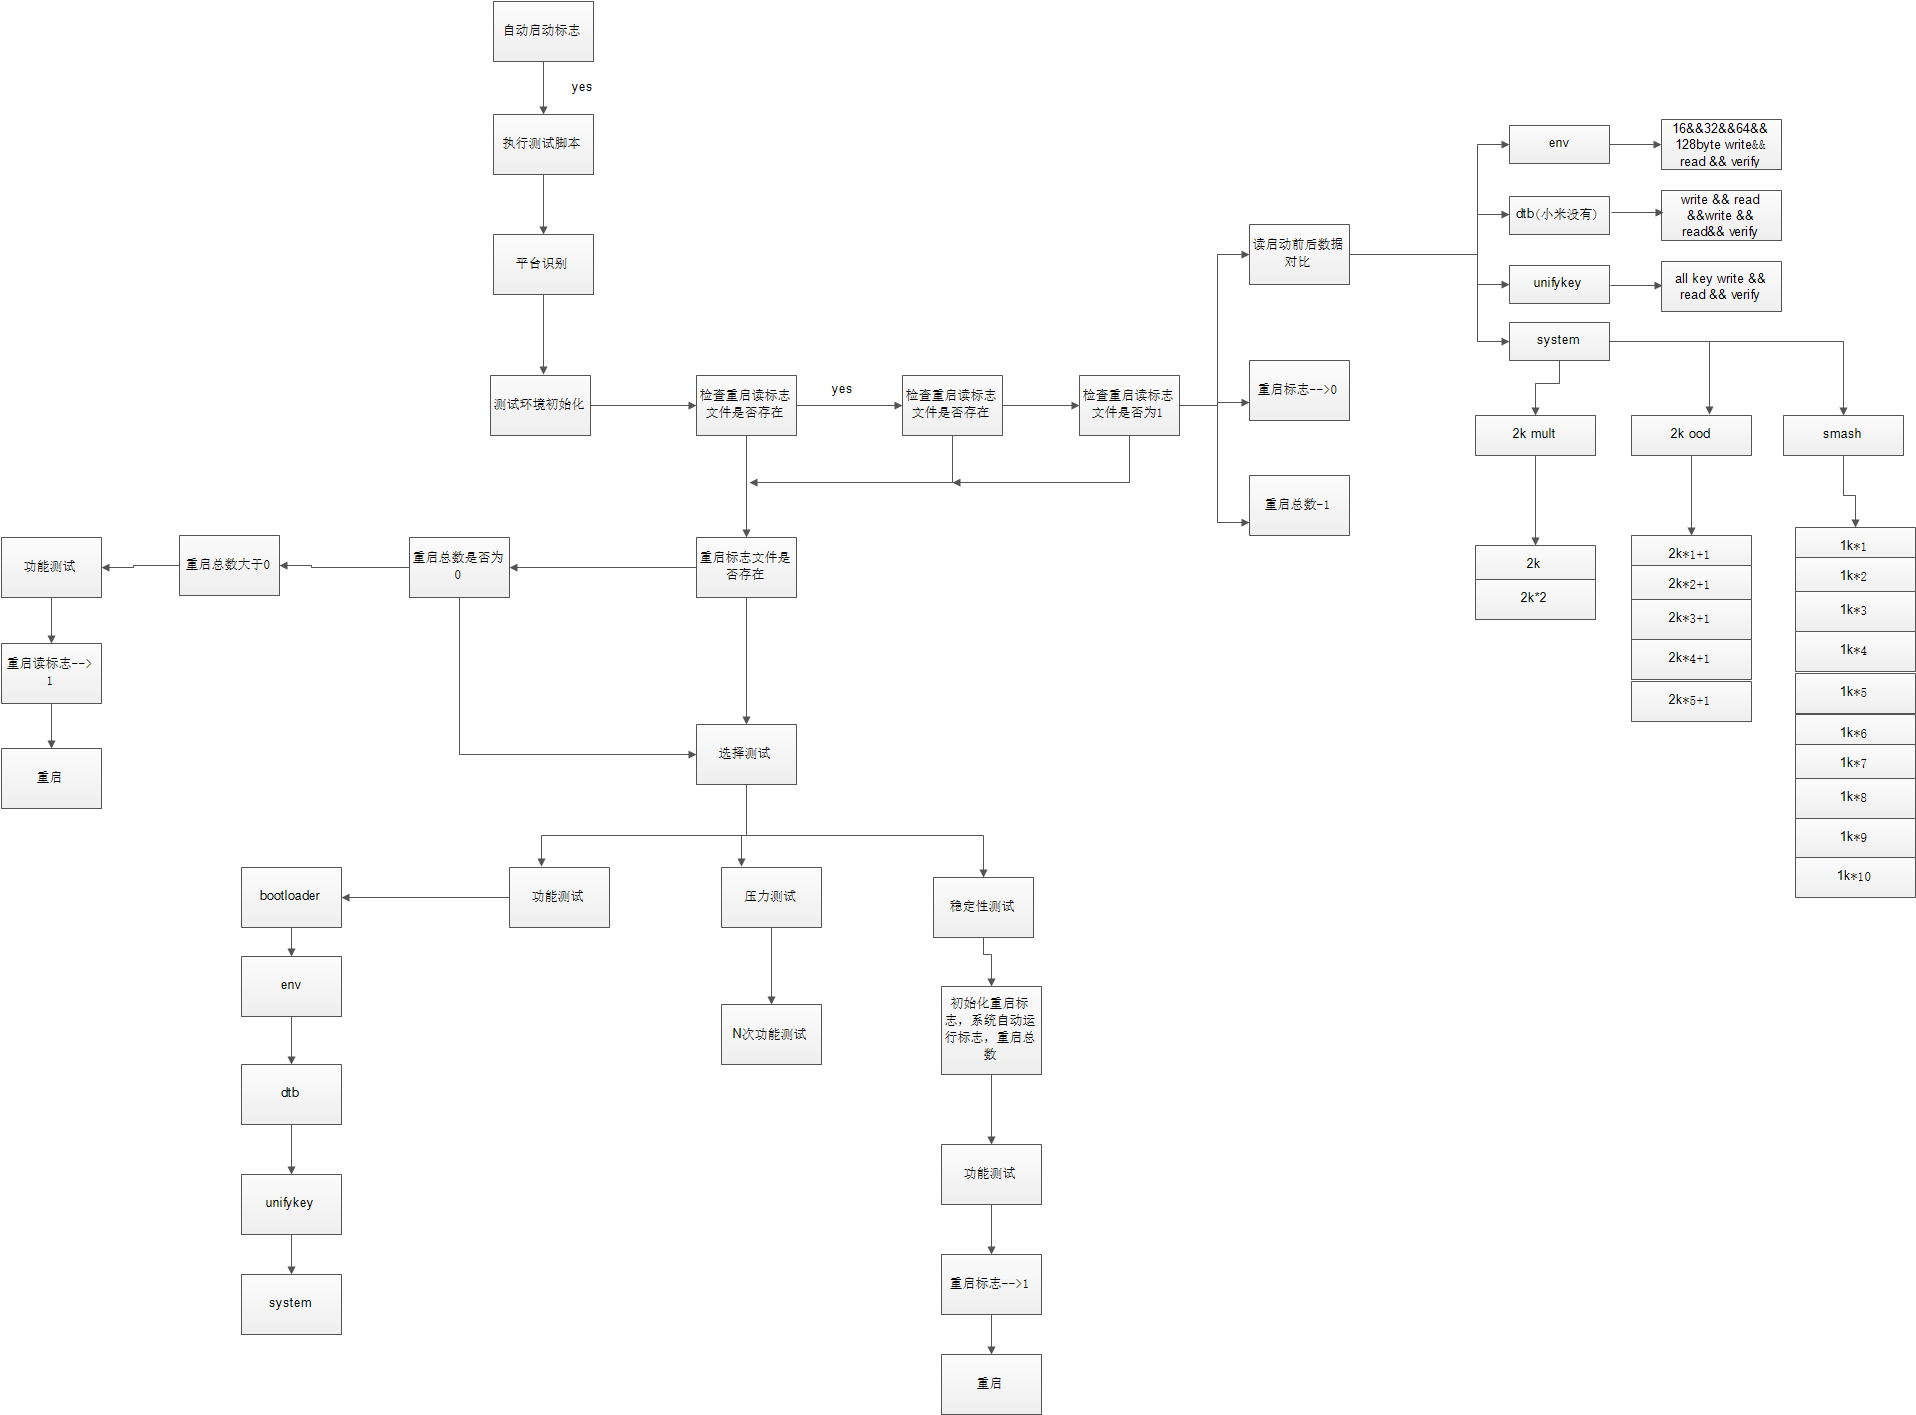 自动启动标志
yes
执行测试脚本
平台识别
测试环境初始化
检查重启读标志
文件是否存在
yes
检查重启读标志
文件是否存在
检查重启读标志
文件是否为1
读启动前后数据
对比
重启标志-->0
重启总数-1
env
16&&32&&64&&
128byte write&&
read && verify
dtb(小米没有)
write && read
&&write &&
read&& verify
unifykey
all key write &&
read && verify
system
2k mult
2k
2k*2
2k ood
2k*1+1
2k*2+1
2k*3+1
2k*4+1
2k*5+1
smash
1k*1
1k*2
1k*3
1k*4
1k*5
1k*6
1k*7
1k*8
1k*9
1k*10
重启标志文件是
否存在
重启总数是否为
0
重启总数大于0
功能测试
重启读标志-->
1
重启
选择测试
功能测试
bootloader
env
dtb
unifykey
system
压力测试
N次功能测试
稳定性测试
初始化重启标
志，系统自动运
行标志，重启总
数
功能测试
重启标志-->1
重启